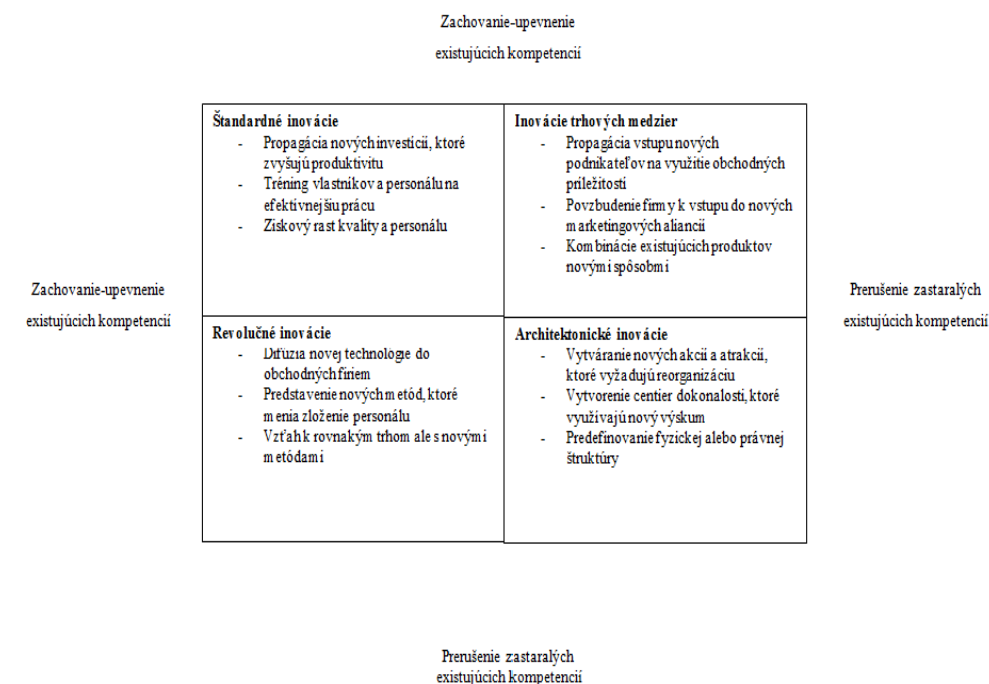 Zachovanie-upevnenie
existujúcich kompetencií
Štandardné inovácie
- Propagácia nových investícii, ktoré
zvyšujú produktivitu
- Tréning vlastníkov a personálu na
efektívnejšiu prácu
- Ziskový rast kvality a personálu
Inovácie trhových medzier
- Propagácia vstupu nových
podnikateľov na využitie obchodných
príležitostí
- Povzbudenie firmy k vstupu do nových
marketingových aliancií
- Kombinácie existujúcich produktov
novými spôsobmi
Zachovanie-upevnenie
existujúcich kompetencií
Prerušenie zastaralých
existujúcich kompetencií
Revolučné inovácie
- Difúzia novej technológie do
obchodných firiem
- Predstavenie nových metód, ktoré
menia zloženie personálu
- Vzťah k rovnakým trhom ale s novými
metódami
Architektonické inovácie
- Vytváranie nových akcií a atrakcií,
ktoré vyžadujú reorganizáciu
- Vytvorenie centier dokonalosti, ktoré
využívajú nový výskum
- Predefinovanie fyzickej alebo právnej
štruktúry
Prerušenie zastaralých
existujúcich kompetencií